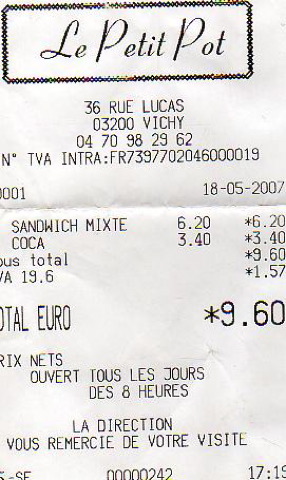 Le Petit Pot
36 RUE LUCAS
03200 VICHY
04 70 98 29 62
N° TVA INTRA:FR7397702046000019
0001 18-05-2007
SANDWICH MIXTE 6.20 *6.20
COCA 3.40 *3.40
ous total *9.60
VA 19.6 *1.57
OTAL EURO *9.60
RIX NETS
OUVERT TOUS LES JOURS
DES 8 HEURES
LA DIRECTION
VOUS REMERCIE DE VOTRE VISITE
00000242 17:19